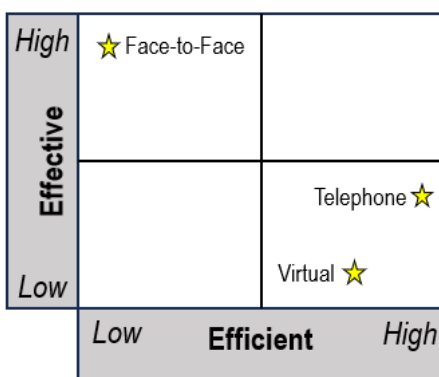 High
Face-to-Face
Effective
Telephone
Virtual
Low
Low
Efficient
High